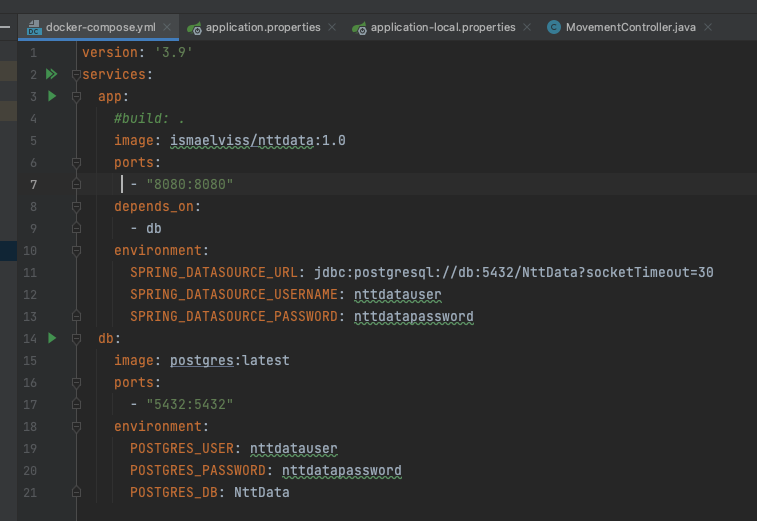 docker-compose.yml application.properties application-local.properties MovementController.java
1 version: '3.9'
2 services:
3   app:
4     #build: .
5     image: ismaelviss/nttdata:1.0
6     ports:
7       - "8080:8080"
8     depends_on:
9       - db
10     environment:
11       SPRING_DATASOURCE_URL: jdbc:postgresql://db:5432/NttData?socketTimeout=30
12       SPRING_DATASOURCE_USERNAME: nttdatauser
13       SPRING_DATASOURCE_PASSWORD: nttdatapassword
14   db:
15     image: postgres:latest
16     ports:
17       - "5432:5432"
18     environment:
19       POSTGRES_USER: nttdatauser
20       POSTGRES_PASSWORD: nttdatapassword
21       POSTGRES_DB: NttData